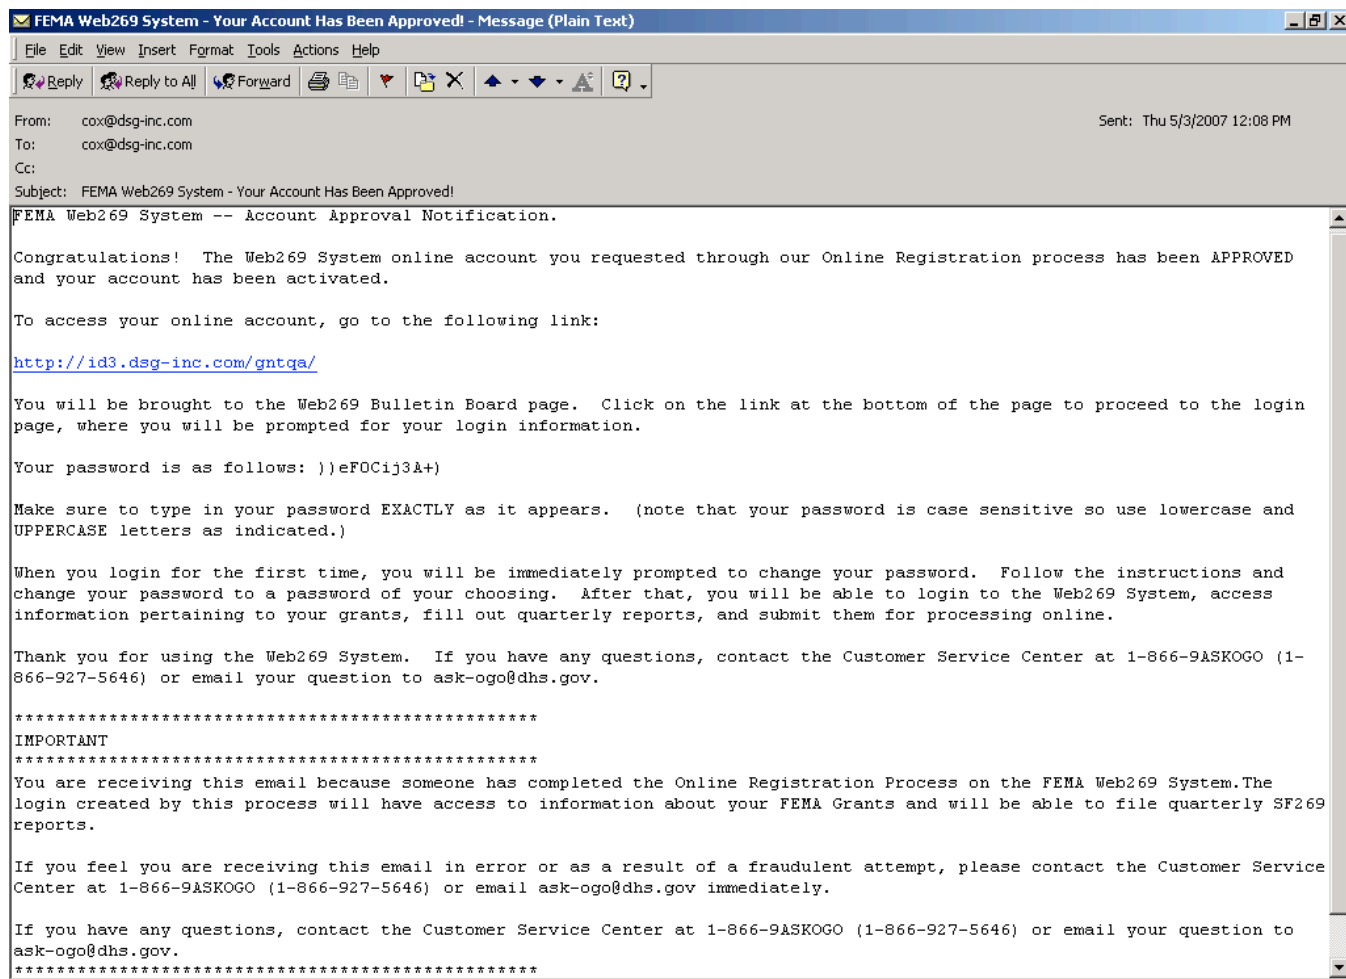 FEMA Web269 System - Your Account Has Been Approved! - Message (Plain Text)
File Edit View Insert Format Tools Actions Help
Reply Reply to All Forward
From: cox@dsg-inc.com Sent: Thu 5/3/2007 12:08 PM
To: cox@dsg-inc.com
Cc:
Subject: FEMA Web269 System - Your Account Has Been Approved!
FEMA Web269 System -- Account Approval Notification.
Congratulations!  The Web269 System online account you requested through our Online Registration process has been APPROVED
and your account has been activated.
To access your online account, go to the following link:
http://id3.dsg-inc.com/gntqa/
You will be brought to the Web269 Bulletin Board page.  Click on the link at the bottom of the page to proceed to the login
page, where you will be prompted for your login information.
Your password is as follows: ))eFOCij3A+)
Make sure to type in your password EXACTLY as it appears.  (note that your password is case sensitive so use lowercase and
UPPERCASE letters as indicated.)
When you login for the first time, you will be immediately prompted to change your password.  Follow the instructions and
change your password to a password of your choosing.  After that, you will be able to login to the Web269 System, access
information pertaining to your grants, fill out quarterly reports, and submit them for processing online.
Thank you for using the Web269 System.  If you have any questions, contact the Customer Service Center at 1-866-9ASKOGO (1-
866-927-5646) or email your question to ask-ogo@dhs.gov.
**************************************************
IMPORTANT
**************************************************
You are receiving this email because someone has completed the Online Registration Process on the FEMA Web269 System.The
login created by this process will have access to information about your FEMA Grants and will be able to file quarterly SF269
reports.
If you feel you are receiving this email in error or as a result of a fraudulent attempt, please contact the Customer Service
Center at 1-866-9ASKOGO (1-866-927-5646) or email ask-ogo@dhs.gov immediately.
If you have any questions, contact the Customer Service Center at 1-866-9ASKOGO (1-866-927-5646) or email your question to
ask-ogo@dhs.gov.
**************************************************